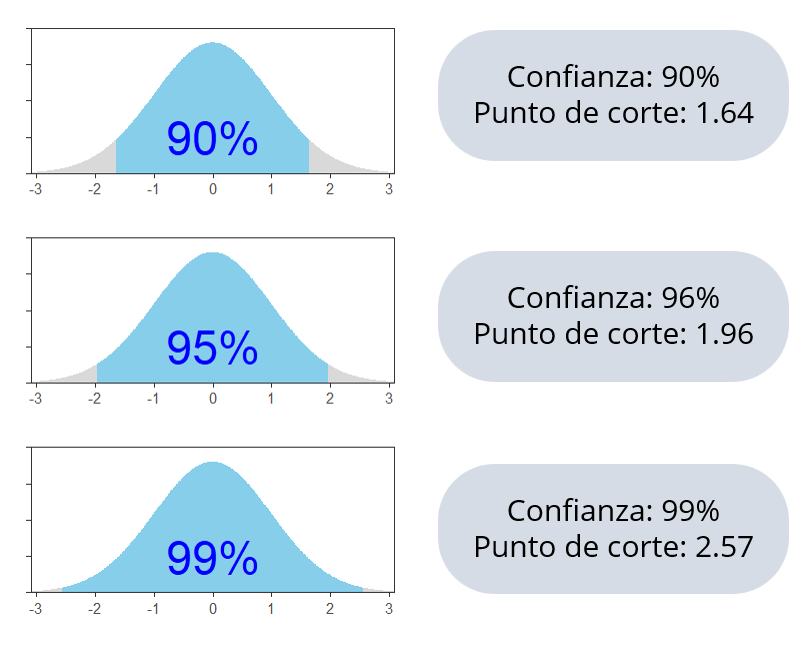 90%
-3 -2 -1 0 1 2 3
Confianza: 90%
Punto de corte: 1.64
95%
-3 -2 -1 0 1 2 3
Confianza: 96%
Punto de corte: 1.96
99%
-3 -2 -1 0 1 2 3
Confianza: 99%
Punto de corte: 2.57